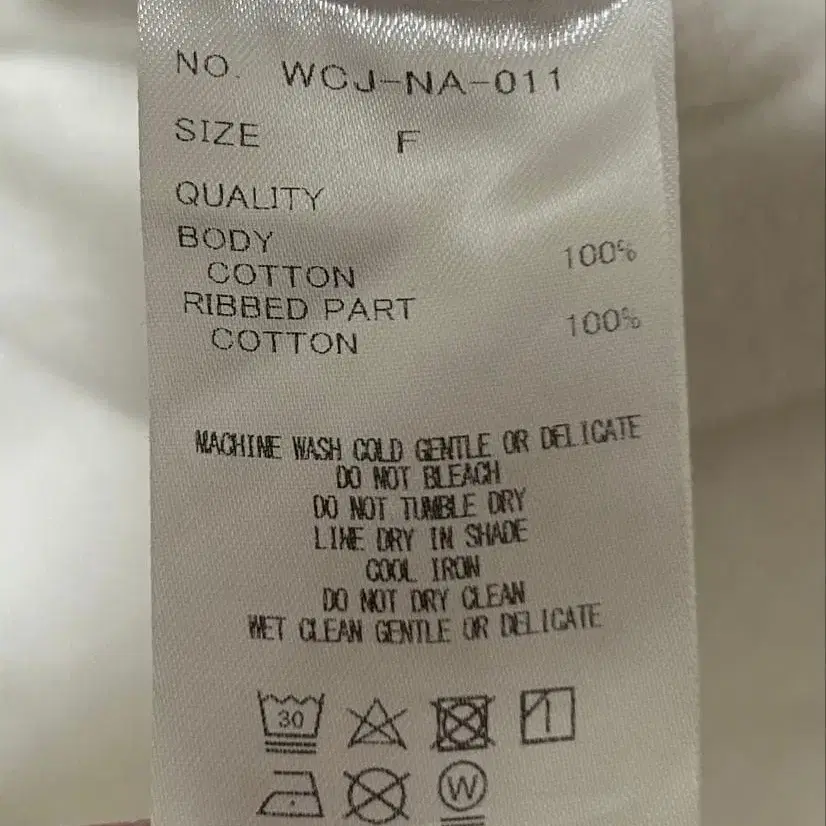 NO. WCJ-NA-011
SIZE F
QUALITY
BODY
COTTON 100%
RIBBED PART
COTTON 100%
MACHINE WASH COLD GENTLE OR DELICATE
DO NOT BLEACH
DO NOT TUMBLE DRY
LINE DRY IN SHADE
COOL IRON
DO NOT DRY CLEAN
WET CLEAN GENTLE OR DELICATE
30
W